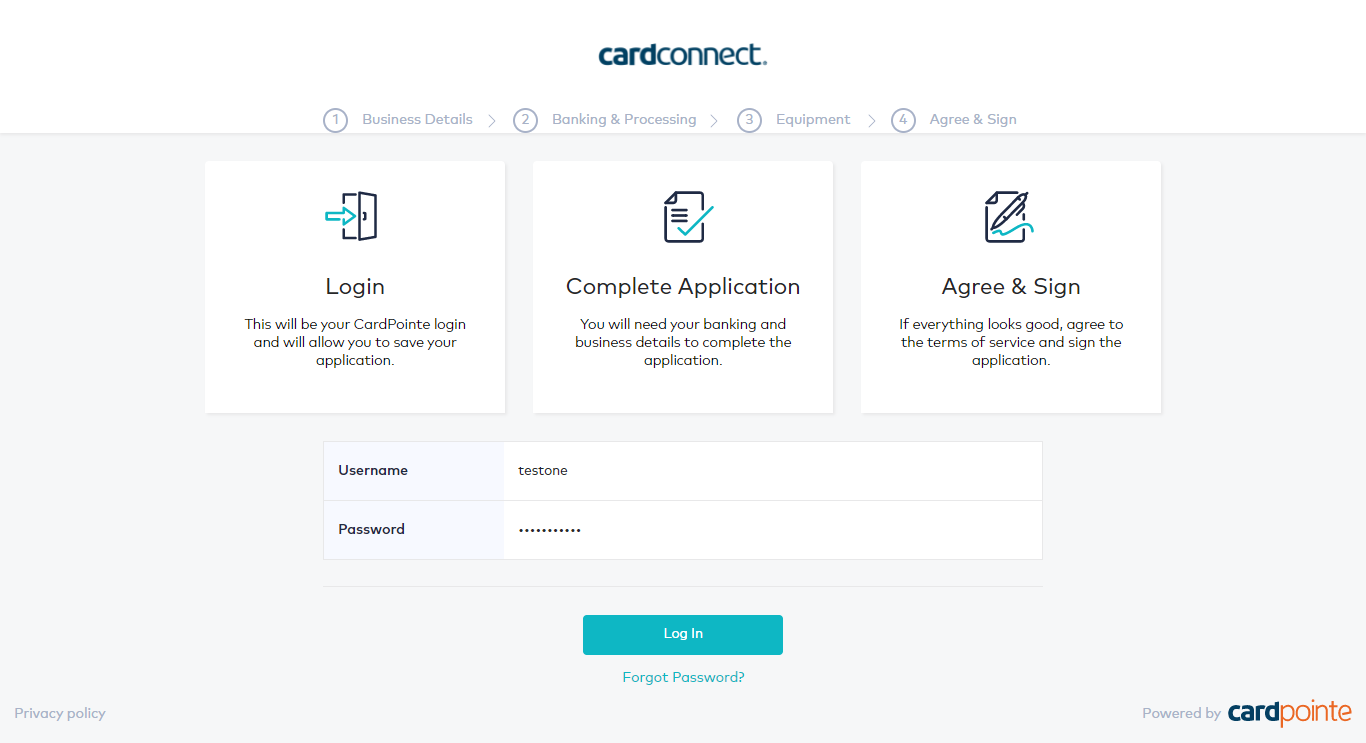 cardconnect.
1 Business Details 2 Banking & Processing 3 Equipment 4 Agree & Sign
Login
This will be your CardPointe login
and will allow you to save your
application.
Complete Application
You will need your banking and
business details to complete the
application.
Agree & Sign
If everything looks good, agree to
the terms of service and sign the
application.
Username testone
Password •••••••••••
Log In
Forgot Password?
Privacy policy
Powered by cardpointe